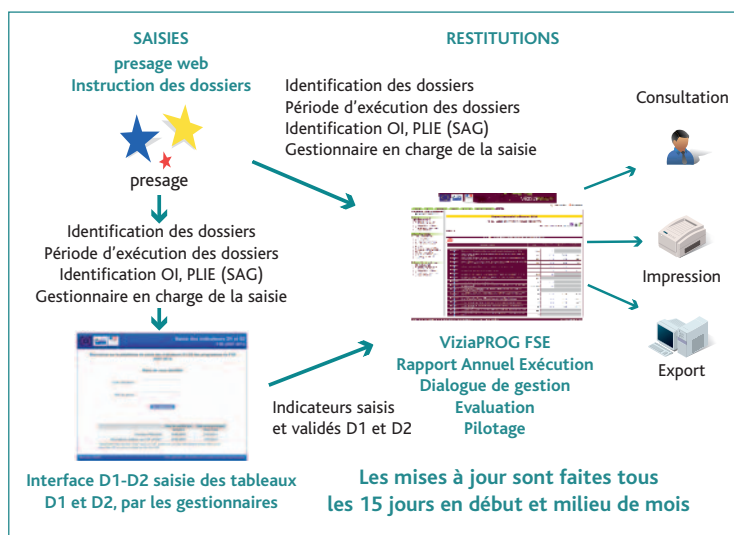 SAISIES
presage web
Instruction des dossiers
presage
Identification des dossiers
Période d'exécution des dossiers
Identification OI, PLIE (SAG)
Gestionnaire en charge de la saisie
Interface D1-D2 saisie des tableaux
D1 et D2, par les gestionnaires
RESTITUTIONS
Identification des dossiers
Période d'exécution des dossiers
Identification OI, PLIE (SAG)
Gestionnaire en charge de la saisie
ViziaPROG FSE
Rapport Annuel Exécution
Dialogue de gestion
Evaluation
Pilotage
Indicateurs saisis
et validés D1 et D2
Consultation
Impression
Export
Les mises à jour sont faites tous
les 15 jours en début et milieu de mois